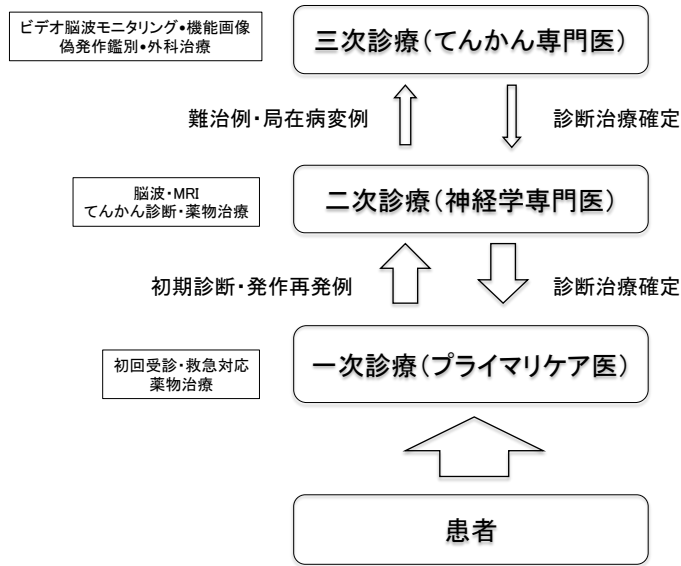 ビデオ脳波モニタリング•機能画像
偽発作鑑別•外科治療
三次診療(てんかん専門医)
難治例・局在病変例
診断治療確定
脳波・MRI
てんかん診断・薬物治療
二次診療(神経学専門医)
初期診断・発作再発例
診断治療確定
初回受診・救急対応
薬物治療
一次診療(プライマリケア医)
患者